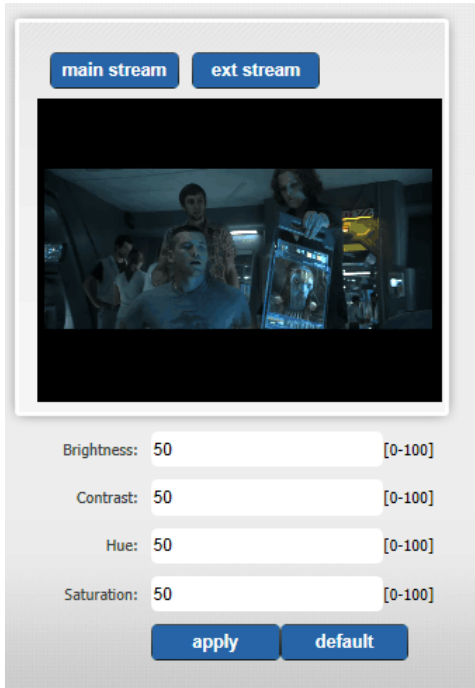 main stream ext stream
Brightness: 50 [0-100]
Contrast: 50 [0-100]
Hue: 50 [0-100]
Saturation: 50 [0-100]
apply default